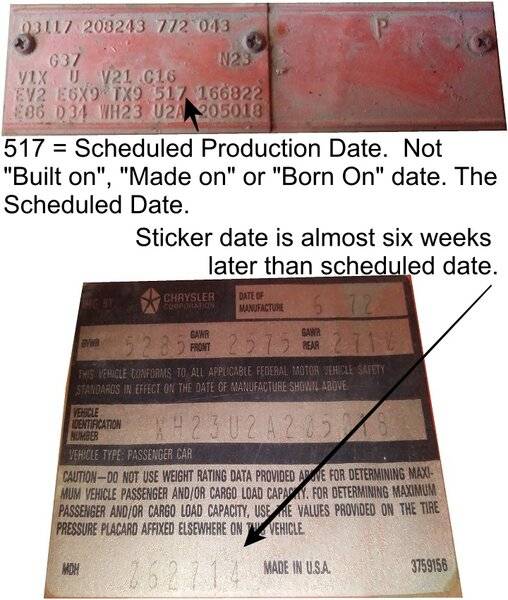 03117 208243 772 043
P
G37 N23
V1X U V21 C16
EV2 E6X9 TX9 517 166822
E86 D34 WH23 U2A 205018
517 = Scheduled Production Date. Not
"Built on", "Made on" or "Born On" date. The
Scheduled Date.
Sticker date is almost six weeks
later than scheduled date.
CHRYSLER
CORPORATION
DATE OF
MANUFACTURE 6 72
GVWR 5285 GAWR FRONT 2575 GAWR REAR 2714
THIS VEHICLE CONFORMS TO ALL APPLICABLE FEDERAL MOTOR VEHICLE SAFETY
STANDARDS IN EFFECT ON THE DATE OF MANUFACTURE SHOWN ABOVE.
VEHICLE
IDENTIFICATION
NUMBER WH23U2A205018
VEHICLE TYPE: PASSENGER CAR
CAUTION—DO NOT USE WEIGHT RATING DATA PROVIDED ABOVE FOR DETERMINING MAXI-
MUM VEHICLE PASSENGER AND/OR CARGO LOAD CAPACITY. FOR DETERMINING MAXIMUM
PASSENGER AND/OR CARGO LOAD CAPACITY, USE THE VALUES PROVIDED ON THE TIRE
PRESSURE PLACARD AFFIXED ELSEWHERE ON THIS VEHICLE.
MDH 262714 MADE IN U.S.A. 3759156